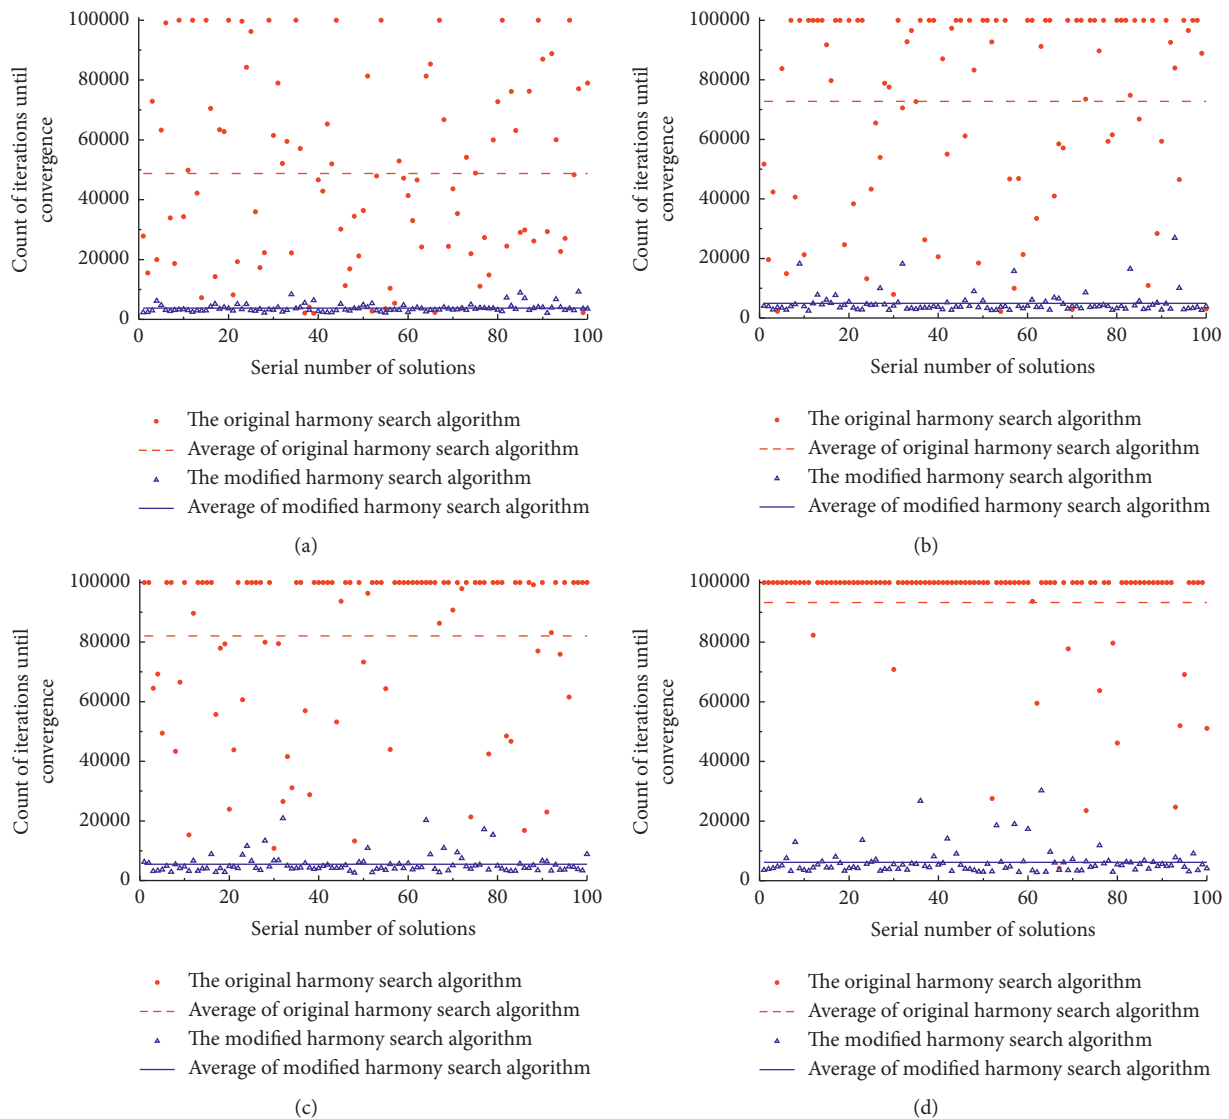 100000
80000
60000
40000
20000
0
Count of iterations until
convergence
0 20 40 60 80 100
Serial number of solutions
The original harmony search algorithm
Average of original harmony search algorithm
The modified harmony search algorithm
Average of modified harmony search algorithm
(a)
100000
80000
60000
40000
20000
0
Count of iterations until
convergence
0 20 40 60 80 100
Serial number of solutions
The original harmony search algorithm
Average of original harmony search algorithm
The modified harmony search algorithm
Average of modified harmony search algorithm
(b)
100000
80000
60000
40000
20000
0
Count of iterations until
convergence
0 20 40 60 80 100
Serial number of solutions
The original harmony search algorithm
Average of original harmony search algorithm
The modified harmony search algorithm
Average of modified harmony search algorithm
(c)
100000
80000
60000
40000
20000
0
Count of iterations until
convergence
0 20 40 60 80 100
Serial number of solutions
The original harmony search algorithm
Average of original harmony search algorithm
The modified harmony search algorithm
Average of modified harmony search algorithm
(d)